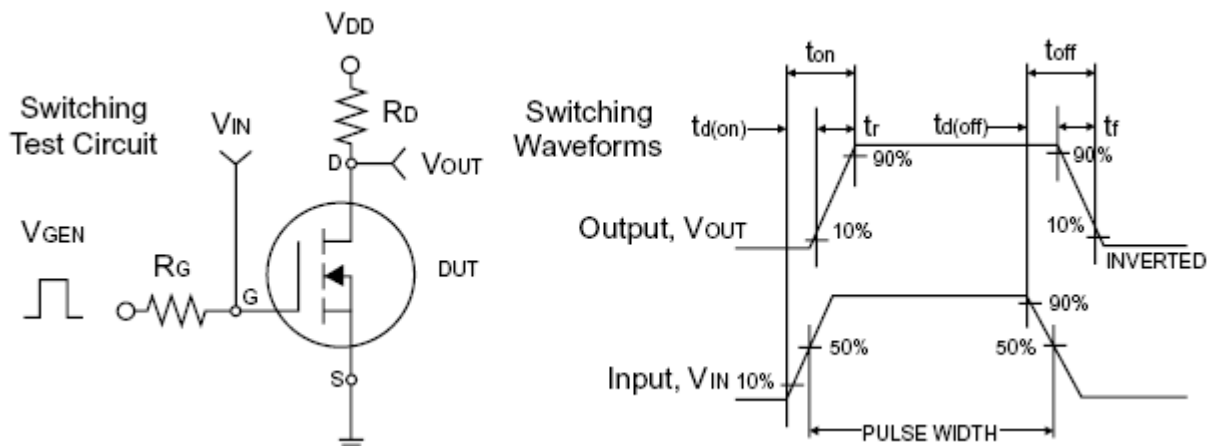 Switching
Test Circuit
VDD
RD
VIN
D
VOUT
VGEN
RG
G
DUT
S
Switching
Waveforms
ton
toff
td(on)
tr
td(off)
tf
90%
90%
Output, VOUT
10%
10%
INVERTED
90%
50%
50%
Input, VIN 10%
PULSE WIDTH